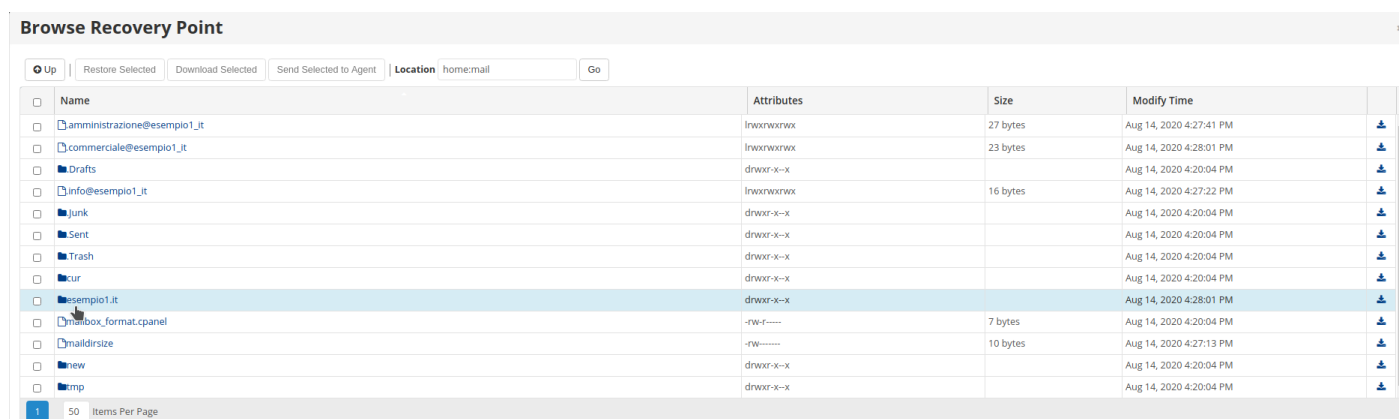 Browse Recovery Point
Up | Restore Selected Download Selected Send Selected to Agent | Location home:mail Go
Name Attributes Size Modify Time
.amministrazione@esempio1_it lrwxrwxrwx 27 bytes Aug 14, 2020 4:27:41 PM
.commerciale@esempio1_it lrwxrwxrwx 23 bytes Aug 14, 2020 4:28:01 PM
.Drafts drwxr-x--x Aug 14, 2020 4:20:04 PM
.info@esempio1_it lrwxrwxrwx 16 bytes Aug 14, 2020 4:27:22 PM
.Junk drwxr-x--x Aug 14, 2020 4:20:04 PM
.Sent drwxr-x--x Aug 14, 2020 4:20:04 PM
.Trash drwxr-x--x Aug 14, 2020 4:20:04 PM
cur drwxr-x--x Aug 14, 2020 4:20:04 PM
esempio1.it drwxr-x--x Aug 14, 2020 4:28:01 PM
mailbox_format.cpanel -rw-r----- 7 bytes Aug 14, 2020 4:20:04 PM
maildirsize -rw------- 10 bytes Aug 14, 2020 4:27:13 PM
new drwxr-x--x Aug 14, 2020 4:20:04 PM
tmp drwxr-x--x Aug 14, 2020 4:20:04 PM
1 50 Items Per Page